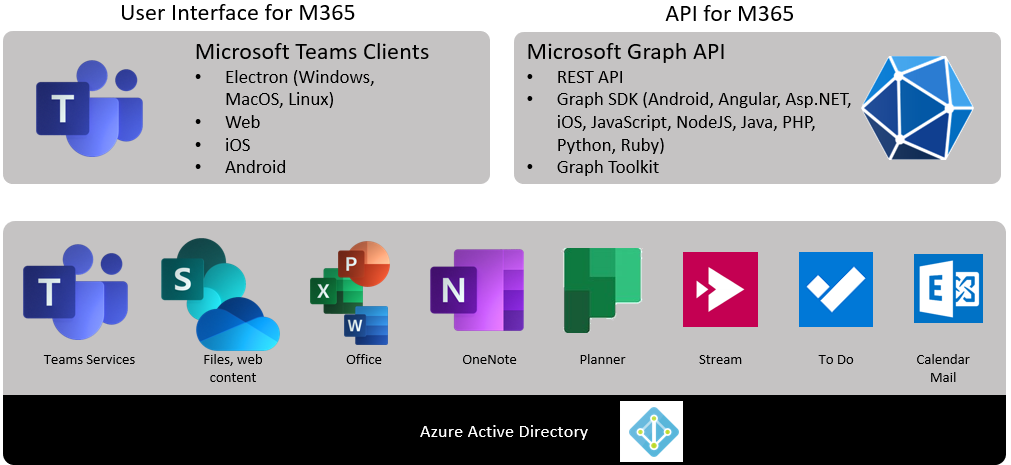 User Interface for M365
API for M365
Microsoft Teams Clients
• Electron (Windows,
MacOS, Linux)
• Web
• iOS
• Android
T
Microsoft Graph API
• REST API
• Graph SDK (Android, Angular, Asp.NET,
iOS, JavaScript, NodeJS, Java, PHP,
Python, Ruby)
• Graph Toolkit
T
S
P
X
W
N
E
Teams Services
Files, web
content
Office
OneNote
Planner
Stream
To Do
Calendar
Mail
Azure Active Directory